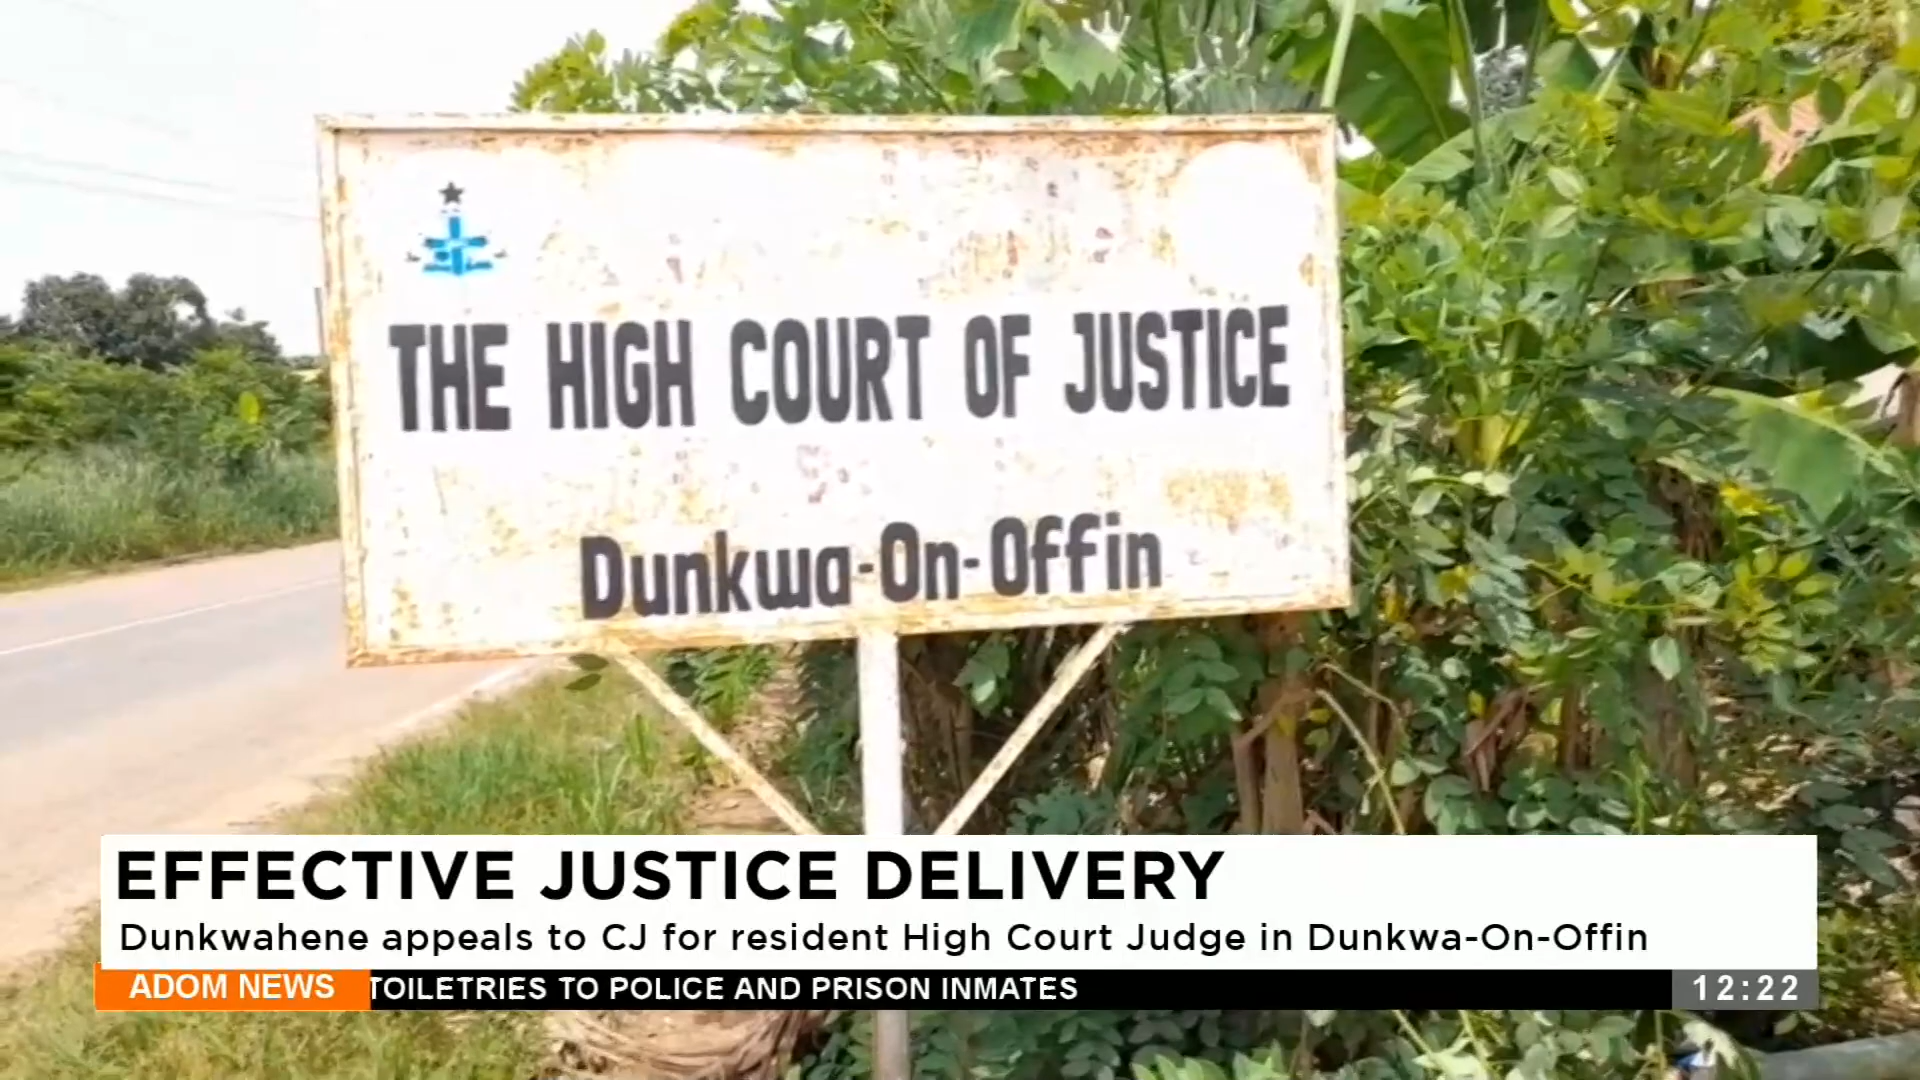 THE HIGH COURT OF JUSTICE
Dunkwa-On-Offin
EFFECTIVE JUSTICE DELIVERY
Dunkwahene appeals to CJ for resident High Court Judge in Dunkwa-On-Offin
ADOM NEWS TOILETRIES TO POLICE AND PRISON INMATES 12:22